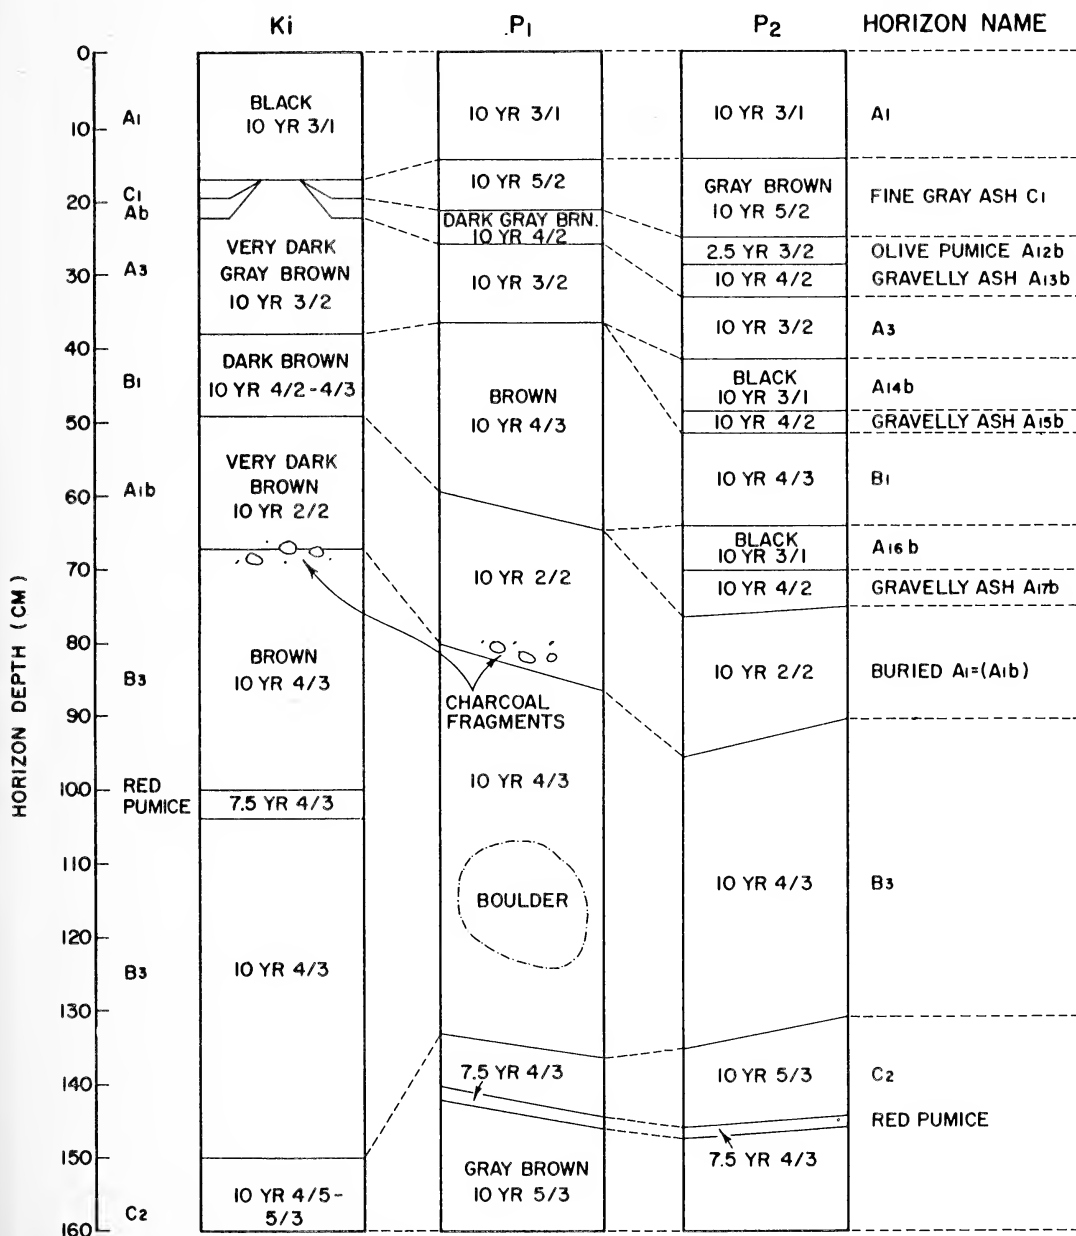 Ki P1 P2 HORIZON NAME
HORIZON DEPTH (CM)
0
10
20
30
40
50
60
70
80
90
100
110
120
130
140
150
160
A1
C1
Ab
A3
B1
A1b
B3
RED
PUMICE
B3
C2
BLACK
10 YR 3/1
VERY DARK
GRAY BROWN
10 YR 3/2
DARK BROWN
10 YR 4/2-4/3
VERY DARK
BROWN
10 YR 2/2
BROWN
10 YR 4/3
7.5 YR 4/3
10 YR 4/3
10 YR 4/5-
5/3
10 YR 3/1
10 YR 5/2
DARK GRAY BRN.
10 YR 4/2
10 YR 3/2
BROWN
10 YR 4/3
10 YR 2/2
CHARCOAL
FRAGMENTS
10 YR 4/3
BOULDER
7.5 YR 4/3
GRAY BROWN
10 YR 5/3
10 YR 3/1
GRAY BROWN
10 YR 5/2
2.5 YR 3/2
10 YR 4/2
10 YR 3/2
BLACK
10 YR 3/1
10 YR 4/2
10 YR 4/3
BLACK
10 YR 3/1
10 YR 4/2
10 YR 2/2
10 YR 4/3
10 YR 5/3
7.5 YR 4/3
A1
FINE GRAY ASH C1
OLIVE PUMICE A12b
GRAVELLY ASH A13b
A3
A14b
GRAVELLY ASH A15b
B1
A16b
GRAVELLY ASH A17b
BURIED A1=(A1b)
B3
C2
RED PUMICE